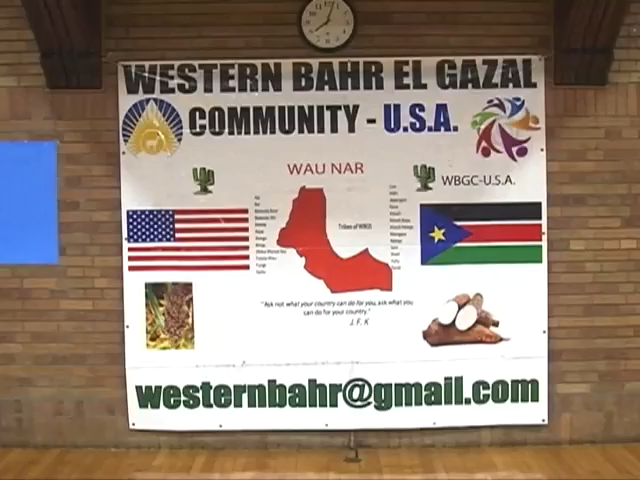 WESTERN BAHR EL GAZAL
COMMUNITY - U.S.A.
WAU NAR
WBGC-U.S.A.
Tribes of WBGS
"Ask not what your country can do for you, ask what you
can do for your country."
J. F. K
westernbahr@gmail.com